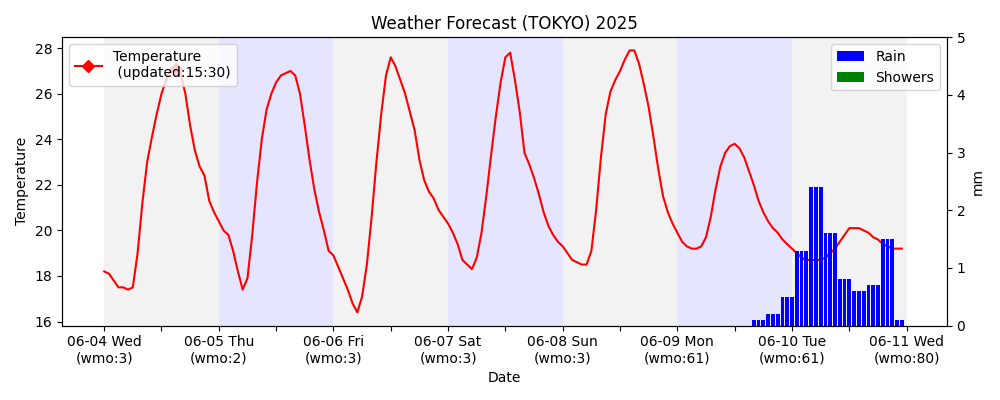 Weather Forecast (TOKYO) 2025
Temperature
(updated:15:30)
Rain
Showers
28
26
24
22
20
18
16
Temperature
5
4
3
2
1
0
mm
06-04 Wed
(wmo:3)
06-05 Thu
(wmo:2)
06-06 Fri
(wmo:3)
06-07 Sat
(wmo:3)
06-08 Sun
(wmo:3)
06-09 Mon
(wmo:61)
06-10 Tue
(wmo:61)
06-11 Wed
(wmo:80)
Date